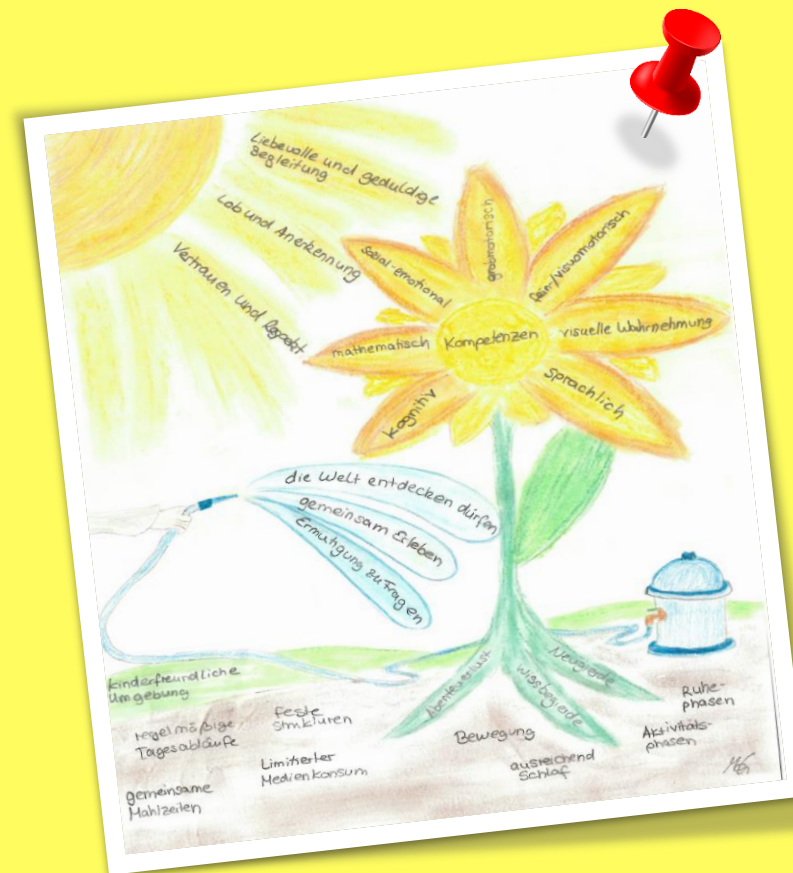 Liebevolle und geduldige
Begleitung
Lob und Anerkennung
Vertrauen und Respekt
grobmotorisch
fein-/visuomotorisch
sozial-emotional
visuelle Wahrnehmung
mathematisch
Kompetenzen
sprachlich
kognitiv
die Welt entdecken dürfen
gemeinsam Erleben
Ermutigung zu Fragen
Abenteuerlust
Wissbegierde
Neugierde
kinderfreundliche
Umgebung
regelmäßige
Tagesabläufe
feste
Strukturen
Limitierter
Medienkonsum
gemeinsame
Mahlzeiten
Bewegung
ausreichend
Schlaf
Ruhe-
phasen
Aktivitäts-
phasen